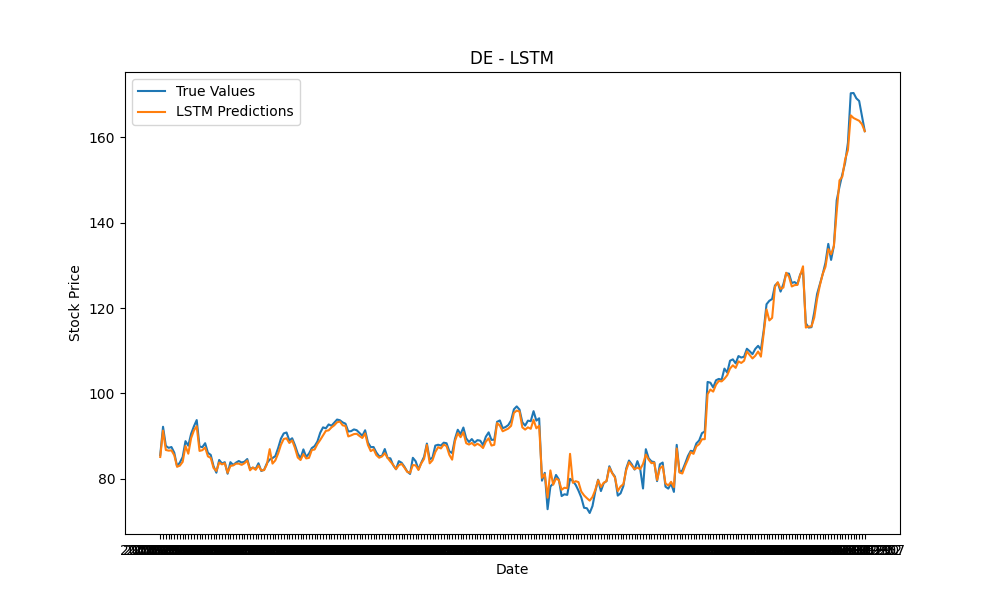 DE - LSTM
True Values
LSTM Predictions
160
140
120
100
80
Stock Price
Date